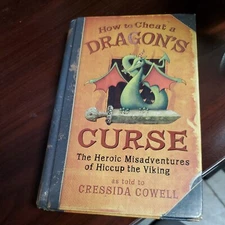 How to Cheat a
DRAGON'S
CURSE
The Heroic Misadventures
of Hiccup the Viking
as told to
CRESSIDA COWELL